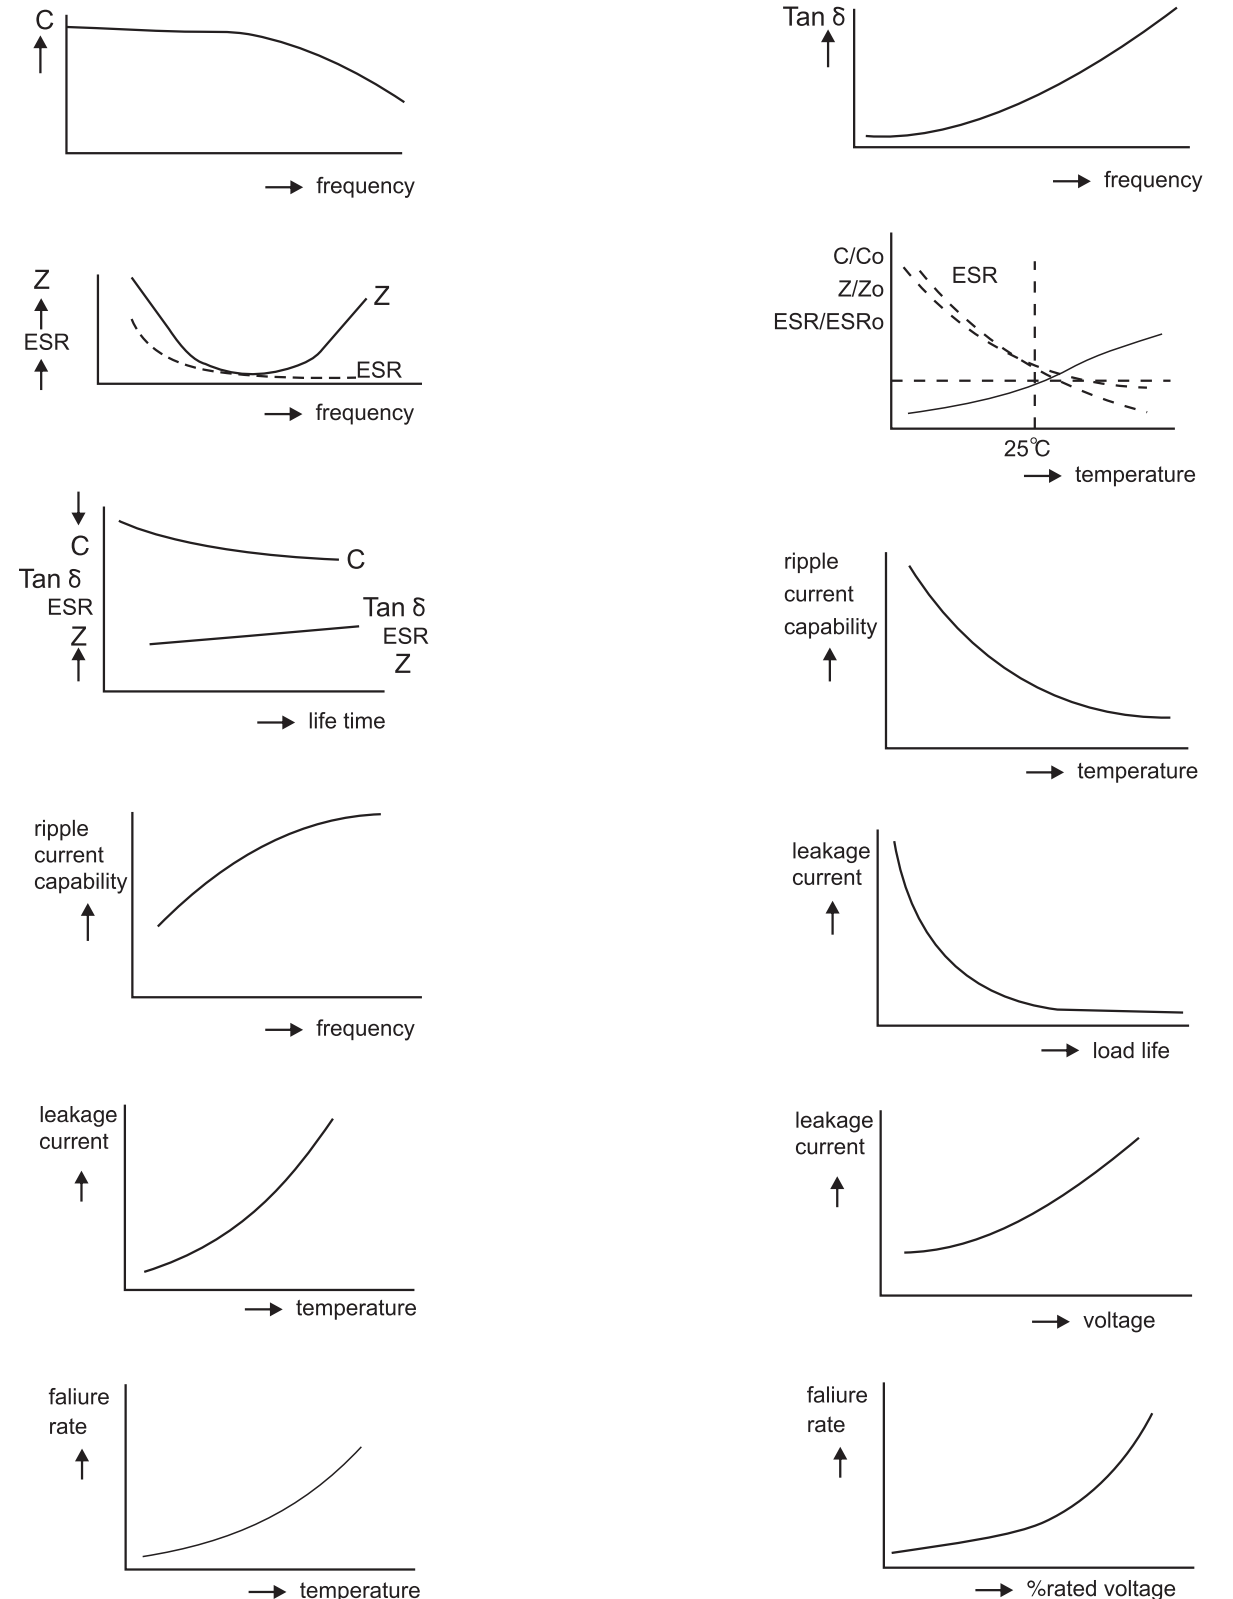 C
frequency
Tan δ
frequency
Z
ESR
Z
ESR
frequency
C/Co
Z/Zo
ESR/ESRo
ESR
25°C
temperature
C
Tan δ
ESR
Z
C
Tan δ
ESR
Z
life time
ripple
current
capability
temperature
ripple
current
capability
frequency
leakage
current
load life
leakage
current
temperature
leakage
current
voltage
faliure
rate
temperature
faliure
rate
%rated voltage